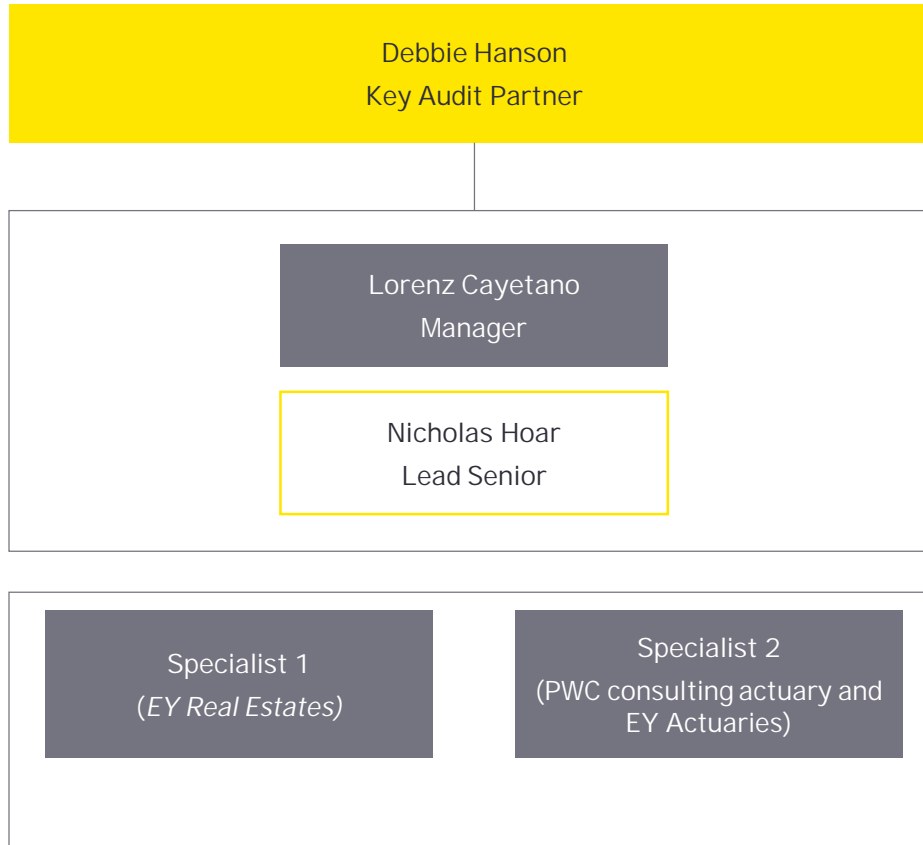 Debbie Hanson
Key Audit Partner
Lorenz Cayetano
Manager
Nicholas Hoar
Lead Senior
Specialist 1
(EY Real Estates)
Specialist 2
(PWC consulting actuary and
EY Actuaries)